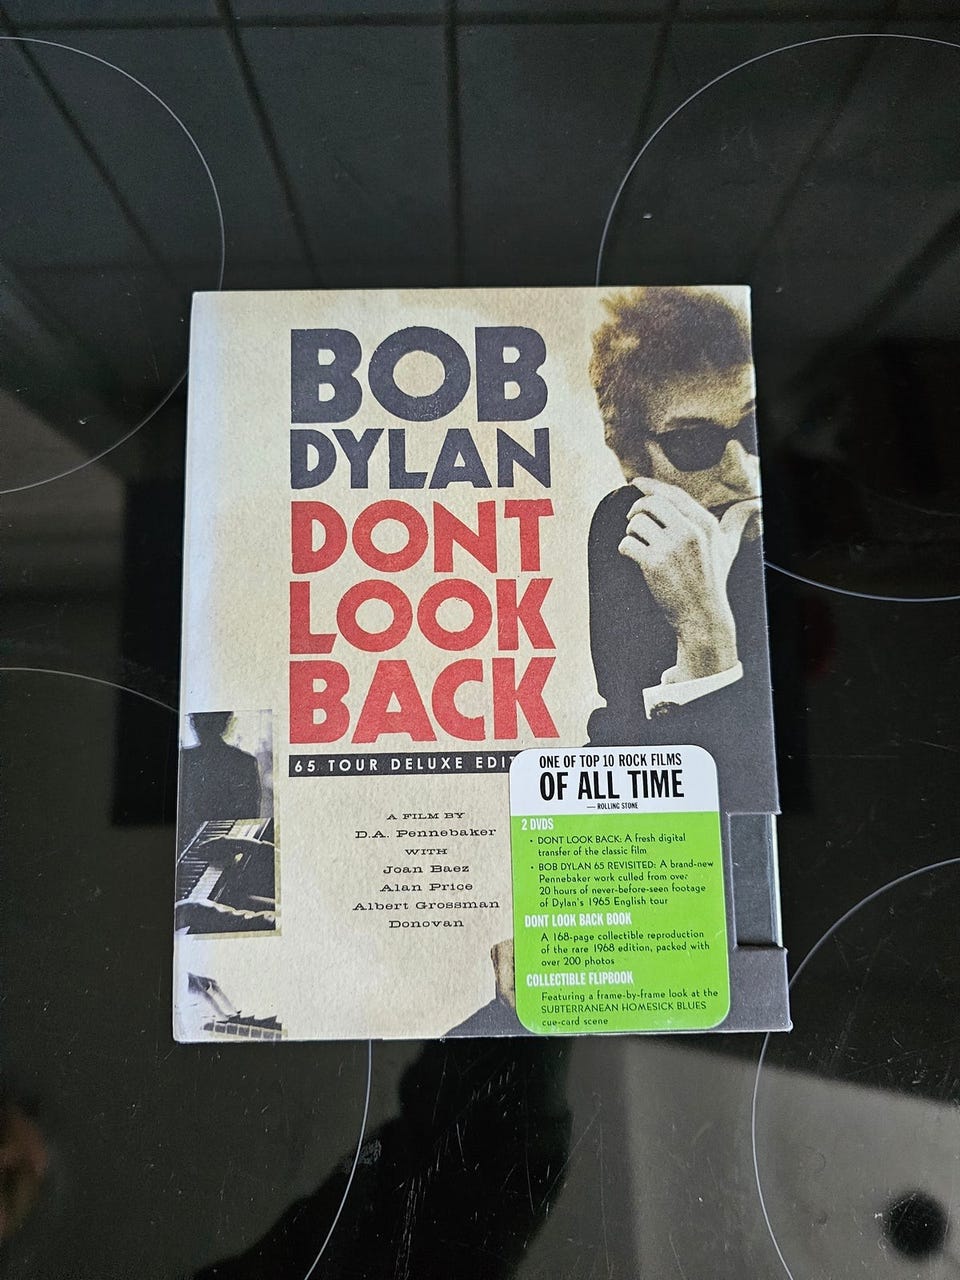 BOB
DYLAN
DONT
LOOK
BACK
65 TOUR DELUXE
A FILM BY
D.A. Pennebaker
WITH
Joan Baez
Alan Price
Albert Grossman
Donovan
ONE OF TOP 10 ROCK FILMS
OF ALL TIME
— ROLLING STONE
2 DVDS
• DONT LOOK BACK: A fresh digital
transfer of the classic film
• BOB DYLAN 65 REVISITED: A brand-new
Pennebaker work culled from over
20 hours of never-before-seen footage
of Dylan's 1965 English tour
DONT LOOK BACK BOOK
A 168-page collectible reproduction
of the rare 1968 edition, packed with
over 200 photos
COLLECTIBLE FLIPBOOK
Featuring a frame-by-frame look at the
SUBTERRANEAN HOMESICK BLUES
cue-card scene